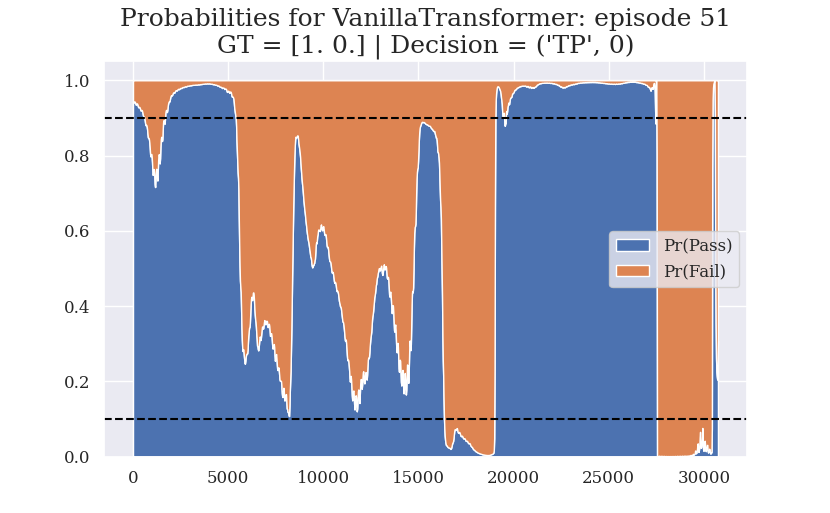 Probabilities for VanillaTransformer: episode 51
GT = [1. 0.] | Decision = ('TP', 0)
1.0
0.8
0.6
0.4
0.2
0.0
Pr(Pass)
Pr(Fail)
0 5000 10000 15000 20000 25000 30000